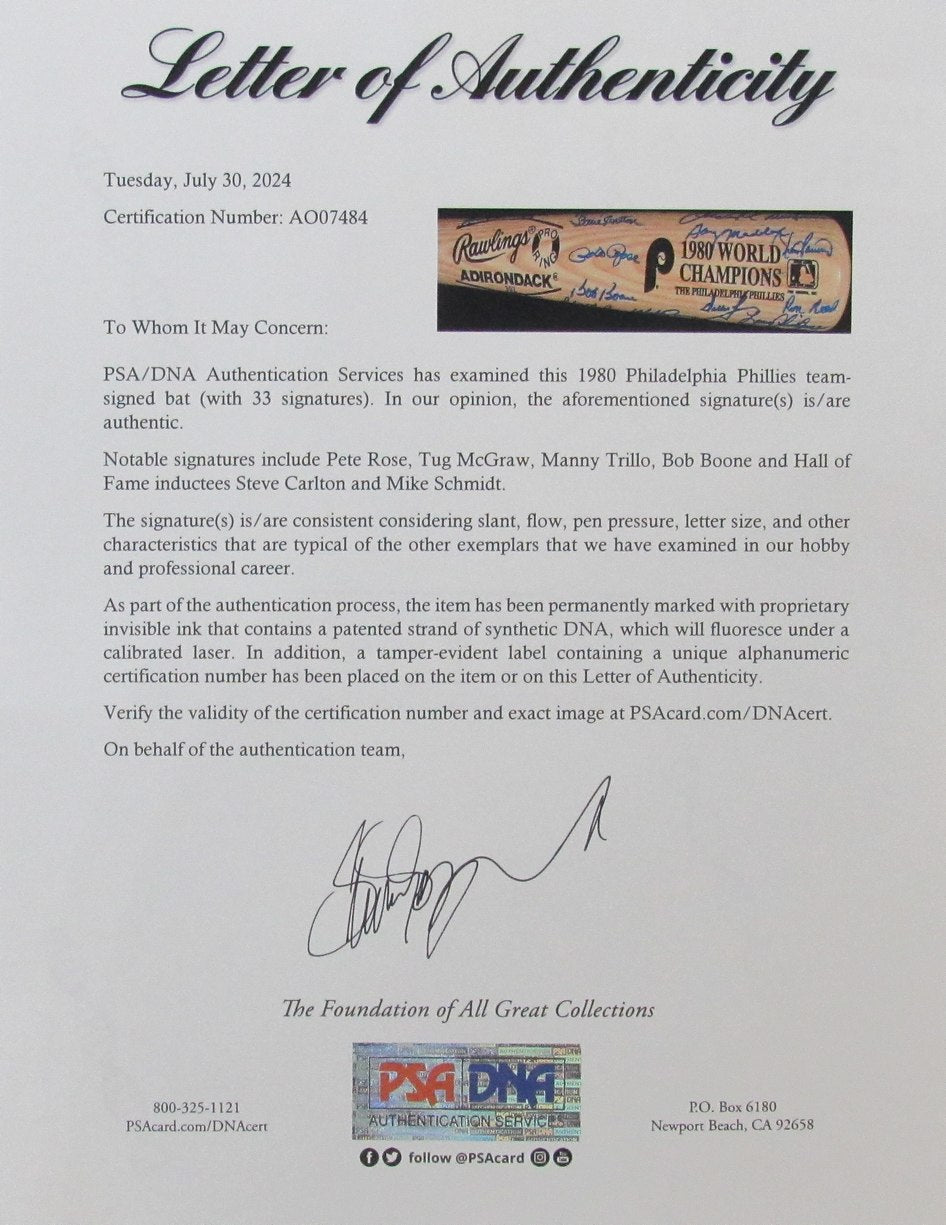 Letter of Authenticity
Tuesday, July 30, 2024
Certification Number: AO07484
Rawlings®
PRO
RING
ADIRONDACK®
Pete Rose
Bob Boone
P
1980 WORLD
CHAMPIONS
THE PHILADELPHIA PHILLIES
Garry Maddox
Ron Reed
To Whom It May Concern:
PSA/DNA Authentication Services has examined this 1980 Philadelphia Phillies team-
signed bat (with 33 signatures). In our opinion, the aforementioned signature(s) is/are
authentic.
Notable signatures include Pete Rose, Tug McGraw, Manny Trillo, Bob Boone and Hall of
Fame inductees Steve Carlton and Mike Schmidt.
The signature(s) is/are consistent considering slant, flow, pen pressure, letter size, and other
characteristics that are typical of the other exemplars that we have examined in our hobby
and professional career.
As part of the authentication process, the item has been permanently marked with proprietary
invisible ink that contains a patented strand of synthetic DNA, which will fluoresce under a
calibrated laser. In addition, a tamper-evident label containing a unique alphanumeric
certification number has been placed on the item or on this Letter of Authenticity.
Verify the validity of the certification number and exact image at PSAcard.com/DNAcert.
On behalf of the authentication team,
The Foundation of All Great Collections
PSA DNA
AUTHENTICATION SERVICES
800-325-1121
PSAcard.com/DNAcert
P.O. Box 6180
Newport Beach, CA 92658
follow @PSAcard